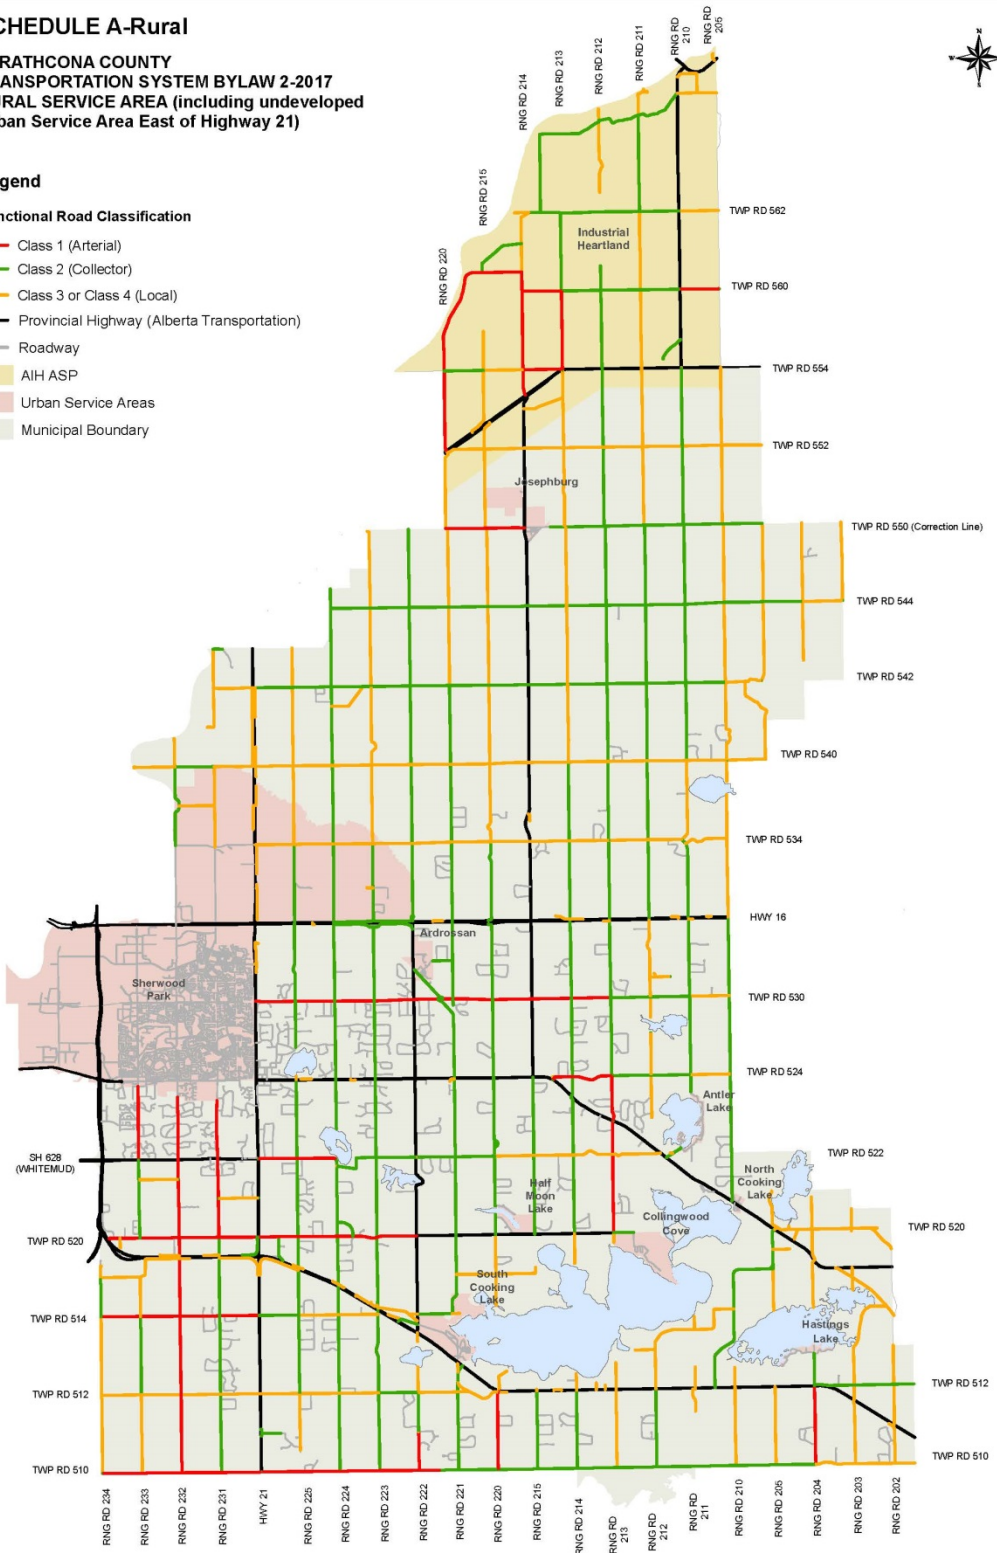 CHEDULE A-Rural
RATHCONA COUNTY
ANSPORTATION SYSTEM BYLAW 2-2017
URAL SERVICE AREA (including undeveloped
ban Service Area East of Highway 21)
gend
nctional Road Classification
Class 1 (Arterial)
Class 2 (Collector)
Class 3 or Class 4 (Local)
Provincial Highway (Alberta Transportation)
Roadway
AIH ASP
Urban Service Areas
Municipal Boundary
RNG RD 220
RNG RD 215
RNG RD 214
RNG RD 213
RNG RD 212
RNG RD 211
RNG RD
210
RNG RD
205
N
E
S
W
TWP RD 562
Industrial
Heartland
TWP RD 560
TWP RD 554
TWP RD 552
Josephburg
TWP RD 550 (Correction Line)
TWP RD 544
TWP RD 542
TWP RD 540
TWP RD 534
HWY 16
Ardrossan
Sherwood
Park
TWP RD 530
TWP RD 524
Antler
Lake
SH 628
(WHITEMUD)
TWP RD 522
North
Cooking
Lake
Half
Moon
Lake
Collingwood
Cove
TWP RD 520
TWP RD 520
South
Cooking
Lake
TWP RD 514
Hastings
Lake
TWP RD 512
TWP RD 512
TWP RD 510
TWP RD 510
RNG RD 234
RNG RD 233
RNG RD 232
RNG RD 231
HWY 21
RNG RD 225
RNG RD 224
RNG RD 223
RNG RD 222
RNG RD 221
RNG RD 220
RNG RD 215
RNG RD 214
RNG RD
213
RNG RD
212
RNG RD
211
RNG RD 210
RNG RD 205
RNG RD 204
RNG RD 203
RNG RD 202